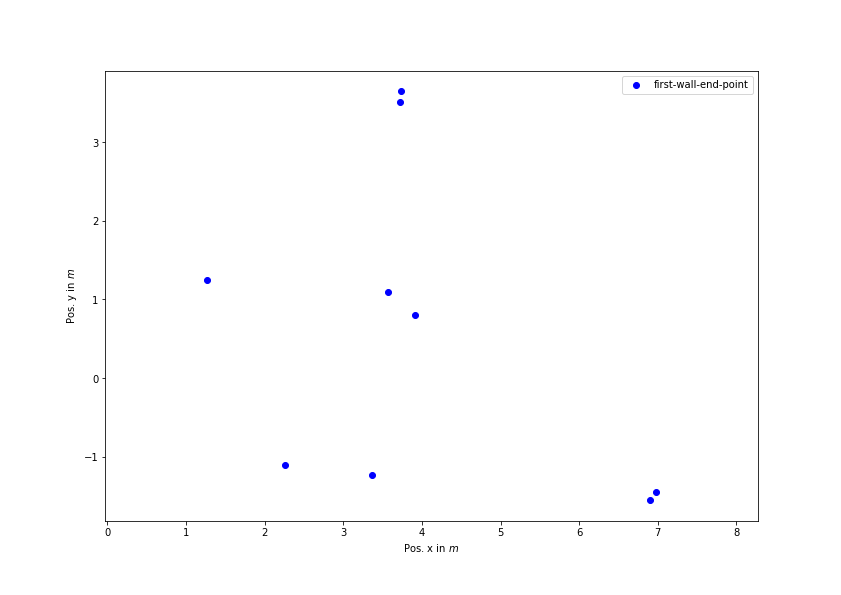 first-wall-end-point
3
2
1
0
−1
Pos. y in m
0 1 2 3 4 5 6 7 8
Pos. x in m